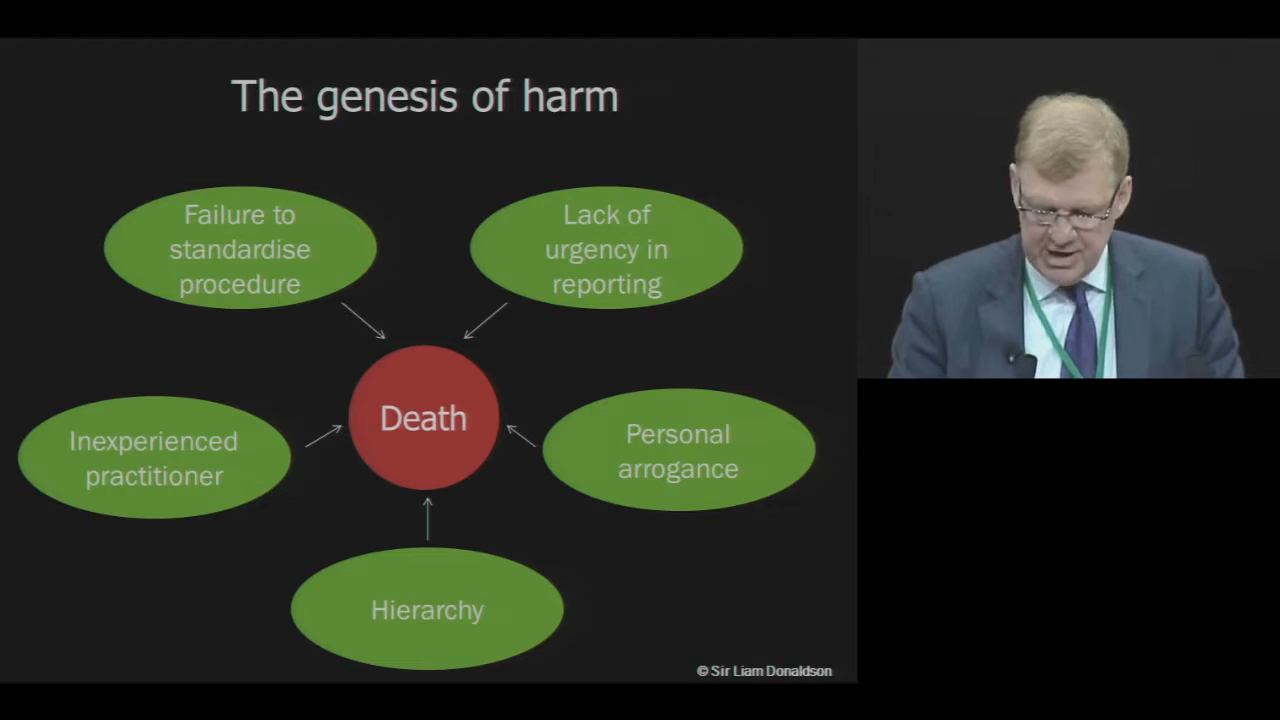 The genesis of harm
Failure to
standardise
procedure
Lack of
urgency in
reporting
Inexperienced
practitioner
Death
Personal
arrogance
Hierarchy
© Sir Liam Donaldson